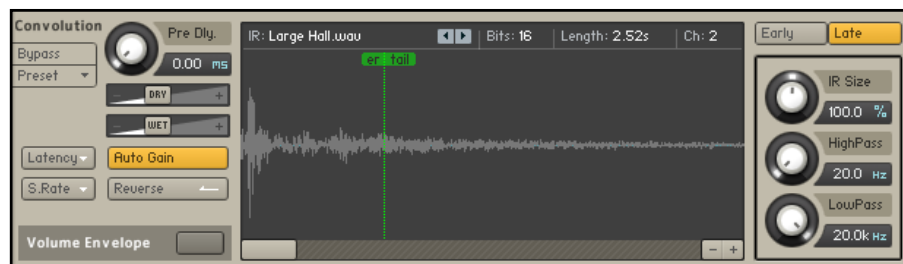 Convolution
Pre Dly.
0.00 ms
Bypass
Preset
- DRY +
- WET +
Latency
Auto Gain
S.Rate
Reverse
Volume Envelope
IR: Large Hall.wav Bits: 16 Length: 2.52s Ch: 2
er tail
- +
Early Late
IR Size
100.0 %
HighPass
20.0 Hz
LowPass
20.0k Hz